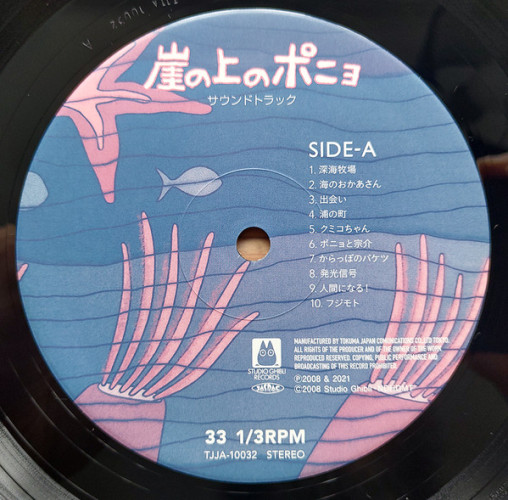 崖の上のポニョ
サウンドトラック
SIDE-A
1. 深海牧場
2. 海のおかあさん
3. 出会い
4. 浦の町
5. クミコちゃん
6. ポニョと宗介
7. からっぽのバケツ
8. 発光信号
9. 人間になる!
10. フジモト
MANUFACTURED BY TOKUMA JAPAN COMUNICATIONS CO., LTD TOKYO.
ALL RIGHTS OF THE PRODUCER AND OF THE OWNER OF THE WORK
REPRODUCED RESERVED. COPYING, PUBLIC PERFORMANCE AND
BROADCASTING OF THIS RECORD PROHIBITED.
STUDIO GHIBLI
RECORDS
Ⓟ2008 & 2021
©2008 Studio Ghibli
33 1/3RPM
TJJA-10032 STEREO